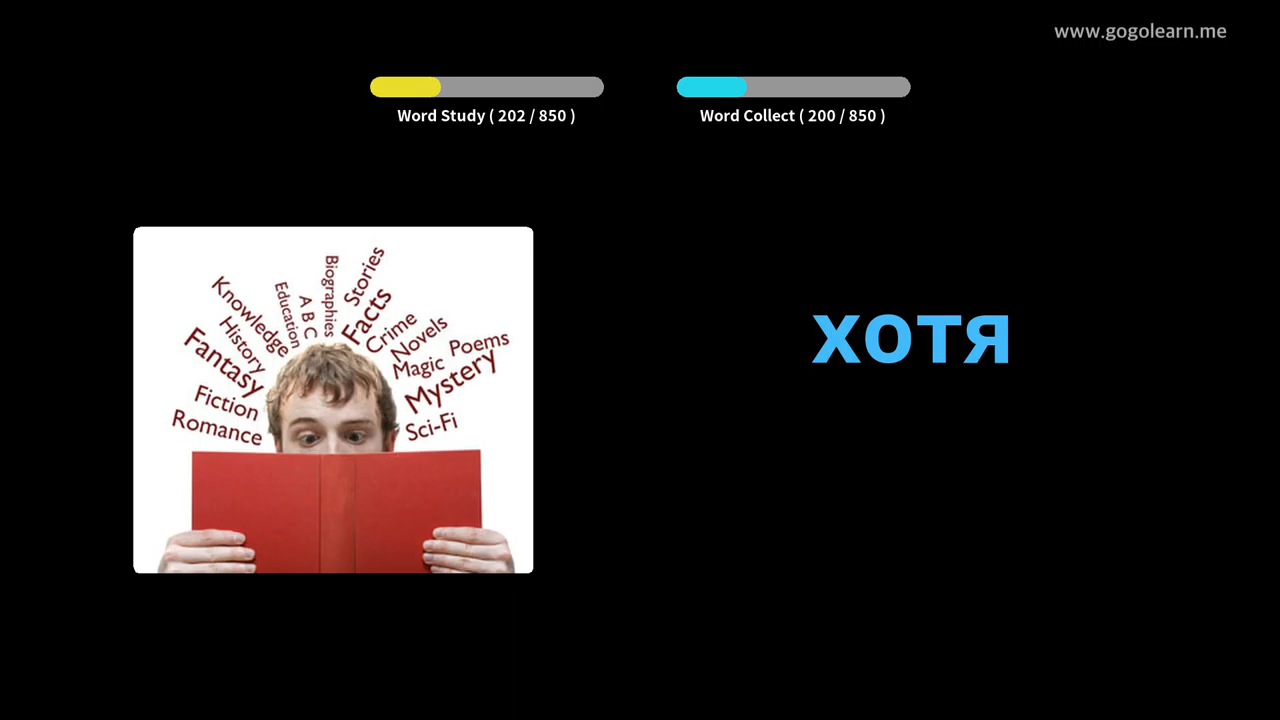 www.gogolearn.me
Word Study ( 202 / 850 )
Word Collect ( 200 / 850 )
Biographies
Stories
Education
A B C
Facts
Knowledge
Crime
History
Novels
Fantasy
Magic
Poems
Mystery
Fiction
Romance
Sci-Fi
хотя